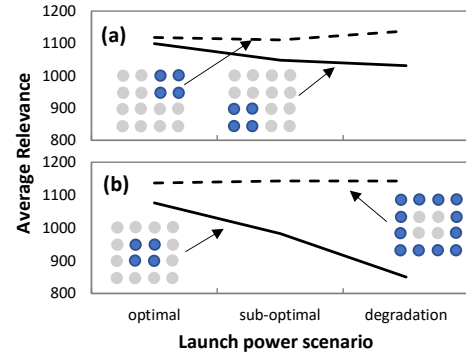 Average Relevance
1200
1100
1000
900
800
(a)
1200
1100
1000
900
800
(b)
optimal
sub-optimal
degradation
Launch power scenario